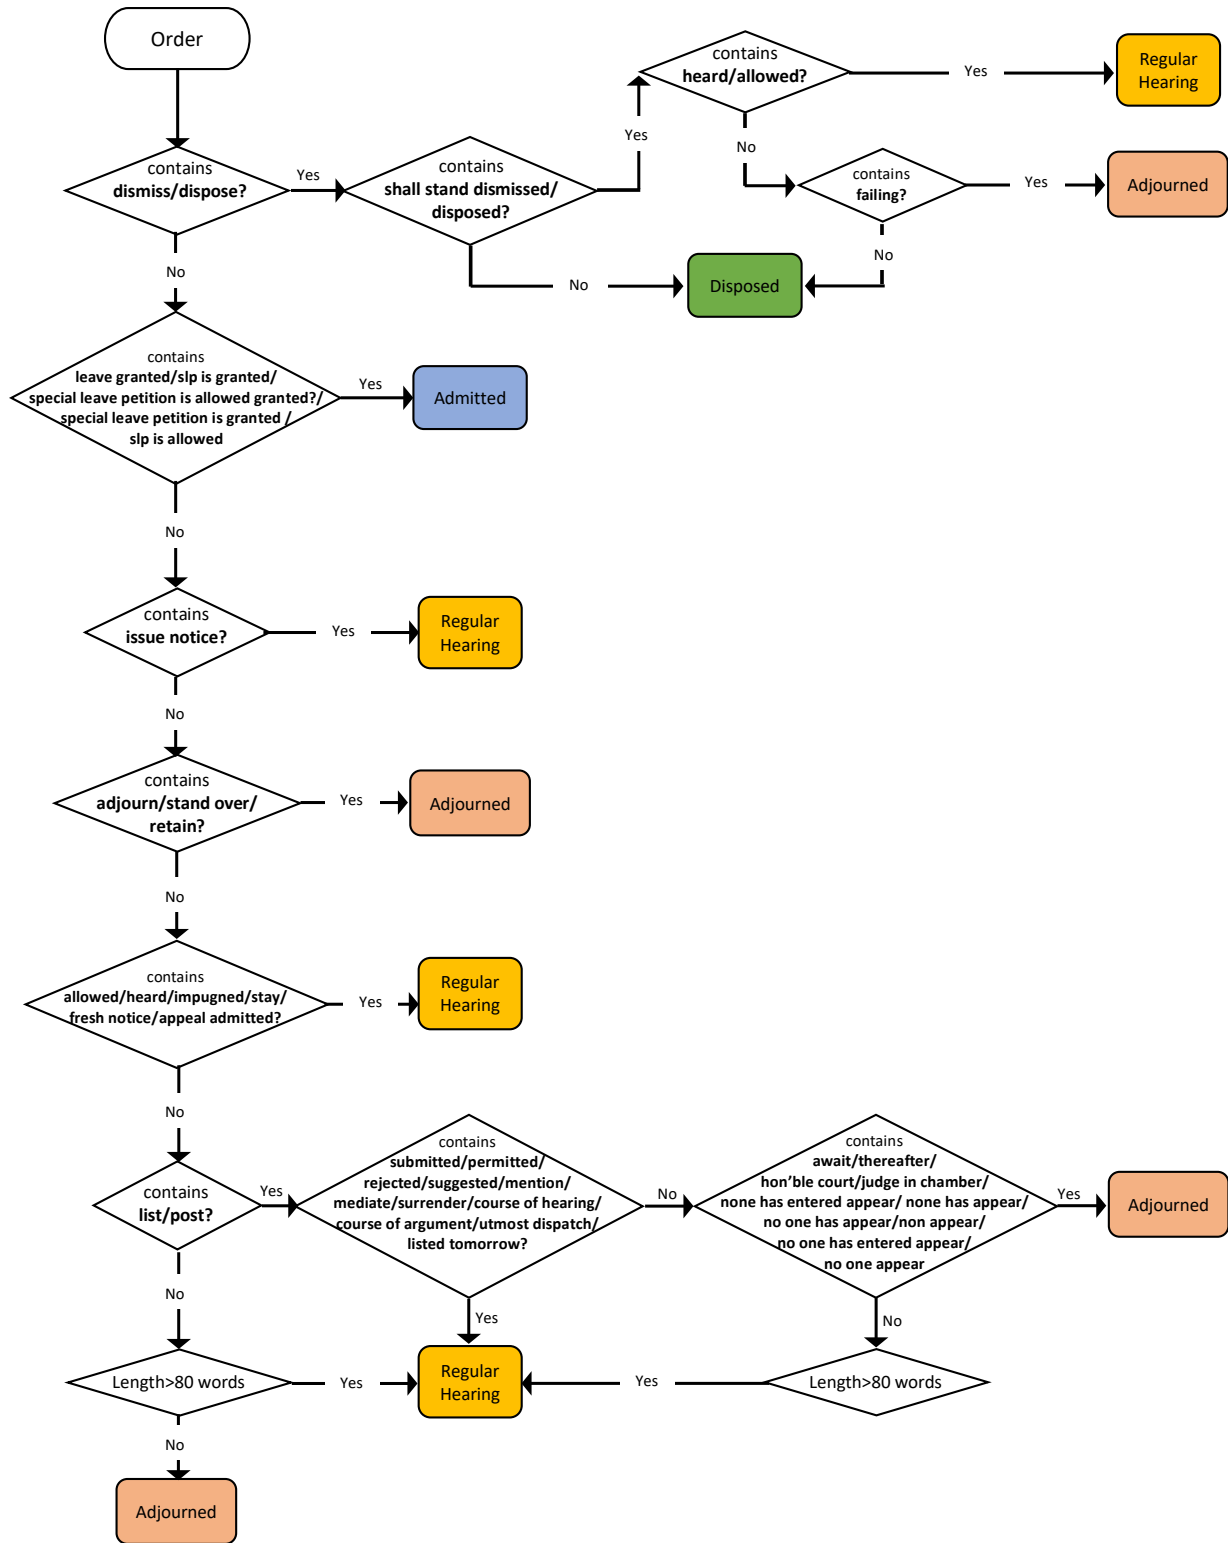 Order
contains
heard/allowed?
Yes
Regular
Hearing
Yes
No
contains
dismiss/dispose?
Yes
contains
shall stand dismissed/
disposed?
contains
failing?
Yes
Adjourned
No
No
No
Disposed
contains
leave granted/slp is granted/
special leave petition is allowed granted?/
special leave petition is granted /
slp is allowed
Yes
Admitted
No
contains
issue notice?
Yes
Regular
Hearing
No
contains
adjourn/stand over/
retain?
Yes
Adjourned
No
contains
allowed/heard/impugned/stay/
fresh notice/appeal admitted?
Yes
Regular
Hearing
No
contains
list/post?
Yes
contains
submitted/permitted/
rejected/suggested/mention/
mediate/surrender/course of hearing/
course of argument/utmost dispatch/
listed tomorrow?
No
contains
await/thereafter/
hon’ble court/judge in chamber/
none has entered appear/ none has appear/
no one has appear/non appear/
no one has entered appear/
no one appear
Yes
Adjourned
No
Yes
No
Length>80 words
Yes
Regular
Hearing
Yes
Length>80 words
No
Adjourned